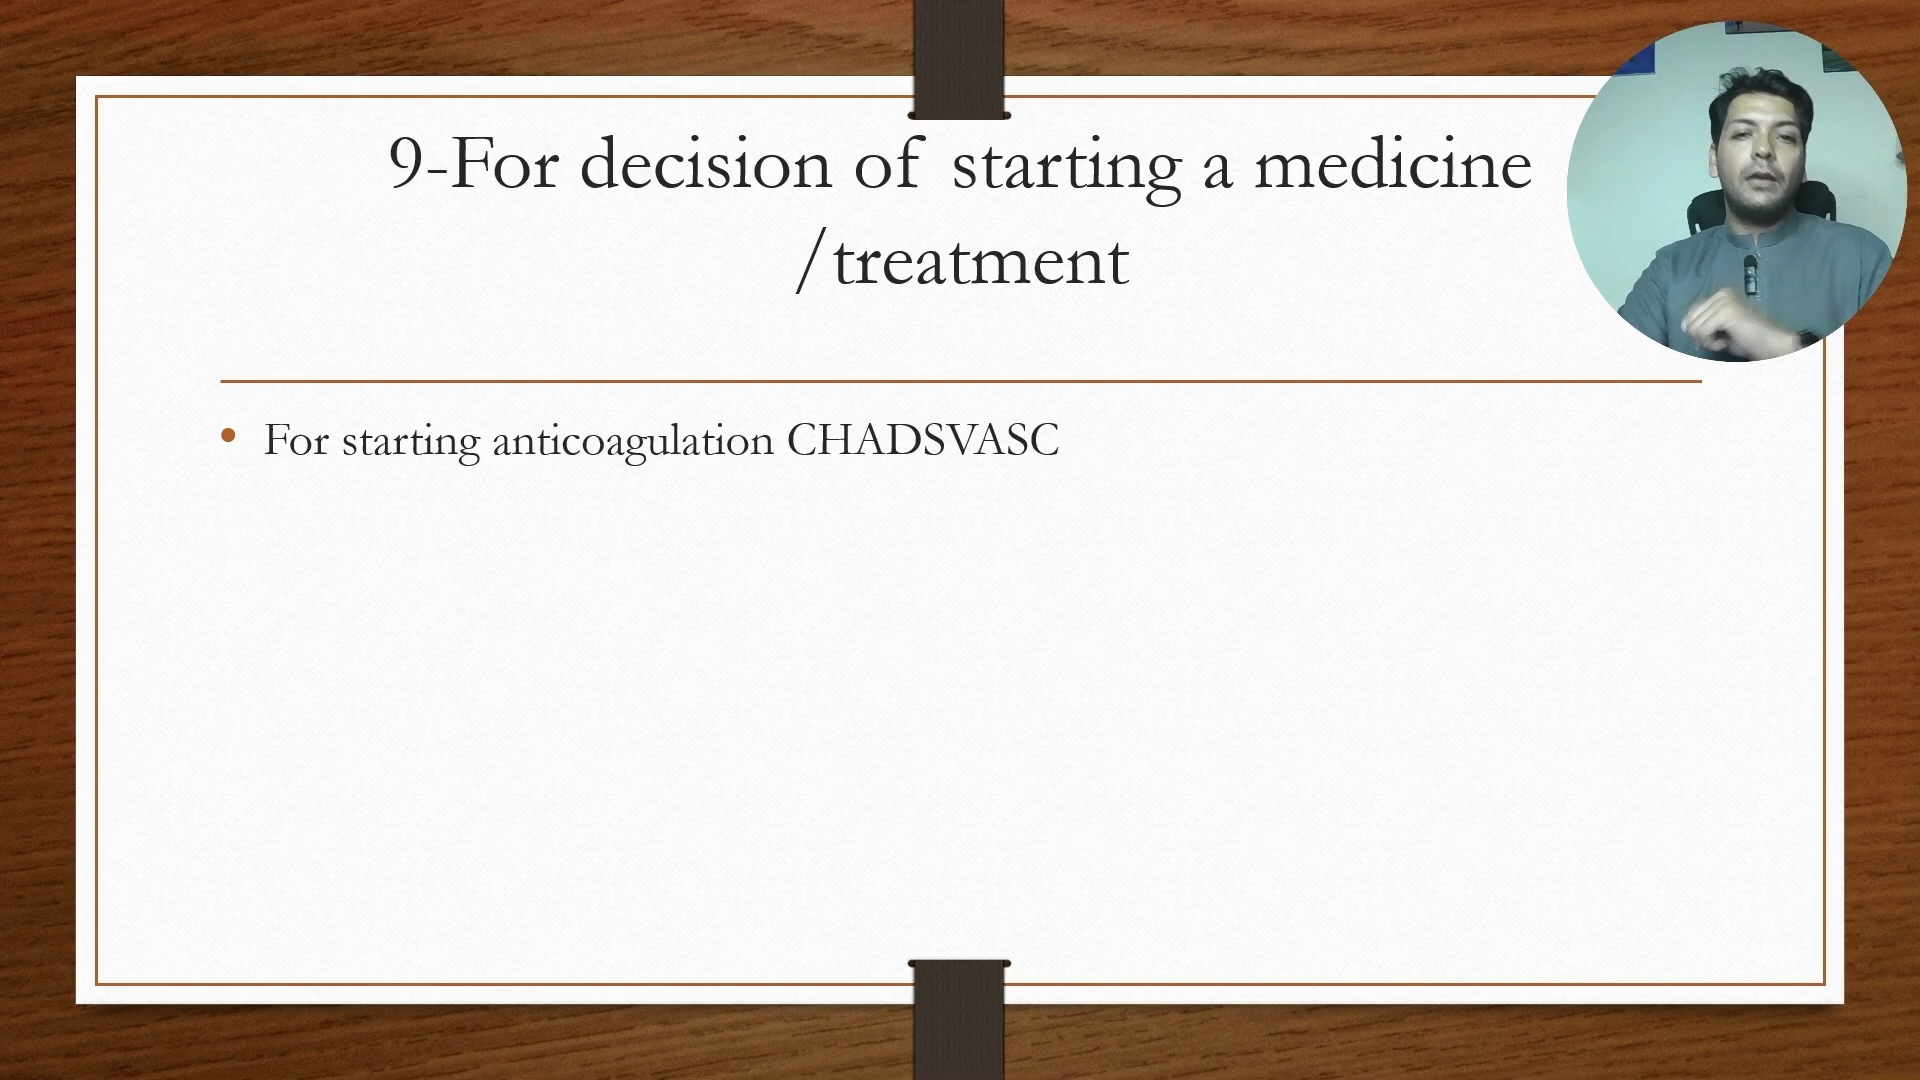 9-For decision of starting a medicine
/treatment
• For starting anticoagulation CHADSVASC